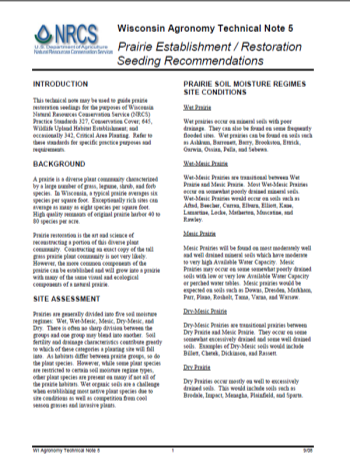 NRCS
U.S. Department of Agriculture
Natural Resources Conservation Service
Wisconsin Agronomy Technical Note 5
Prairie Establishment / Restoration
Seeding Recommendations
INTRODUCTION
This technical note may be used to guide prairie
restoration seedings for the purposes of Wisconsin
Natural Resources Conservation Service (NRCS)
Practice Standards 327, Conservation Cover; 645,
Wildlife Upland Habitat Establishment; and
occasionally 342, Critical Area Planting. Refer to
these standards for specific practice purposes and
requirements.
BACKGROUND
A prairie is a diverse plant community characterized
by a large number of grass, legume, shrub, and forb
species. In Wisconsin, a typical prairie averages six
species per square foot. Exceptionally rich sites can
average as many as eight species per square foot.
High quality remnants of original prairie harbor 40 to
80 species per acre.
Prairie restoration is the art and science of
reconstructing a portion of this diverse plant
community. Constructing an exact copy of the tall
grass prairie plant community is not very likely.
However, the more common components of the
prairie can be established and will grow into a prairie
with many of the same visual and ecological
components of a natural prairie.
SITE ASSESSMENT
Prairies are generally divided into five soil moisture
regimes: Wet, Wet-Mesic, Mesic, Dry-Mesic, and
Dry. There is often no sharp division between the
groups and one group may blend into another. Soil
fertility and drainage characteristics contribute greatly
to which of these categories a planting site will fall
into. As habitats differ between prairie groups, so do
the plant species. However, while some plant species
are restricted to certain soil moisture regime types,
other plant species are present on many if not all of
the prairie habitats. Wet organic soils are a challenge
when establishing most native plant species due to
site conditions as well as competition from cool
season grasses and invasive plants.
PRAIRIE SOIL MOISTURE REGIMES
SITE CONDITIONS
Wet Prairie
Wet prairies occur on mineral soils with poor
drainage. They can also be found on some frequently
flooded sites. Wet prairies can be found on soils such
as Ashkum, Barronett, Barry, Brookston, Ettrick,
Garwin, Ossian, Pella, and Sebewa.
Wet-Mesic Prairie
Wet-Mesic Prairies are transitional between Wet
Prairie and Mesic Prairie. Most Wet-Mesic Prairies
occur on somewhat poorly drained mineral soils.
Wet-Mesic Prairies would occur on soils such as
Afted, Beecher, Curran, Elburn, Elliott, Kane,
Lamartine, Locke, Matherton, Muscatine, and
Rowley.
Mesic Prairie
Mesic Prairies will be found on most moderately well
and well drained mineral soils which have moderate
to very high Available Water Capacity. Mesic
Prairies may occur on some somewhat poorly drained
soils with low or very low Available Water Capacity
or perched water tables. Mesic prairies would be
expected on soils such as Downs, Dresden, Markham,
Parr, Plano, Rozholt, Tama, Varna, and Warsaw.
Dry-Mesic Prairie
Dry-Mesic Prairies are transitional prairies between
Dry Prairie and Mesic Prairie. They occur on some
somewhat excessively drained and some well drained
soils. Examples of Dry-Mesic soils would include
Billett, Chetek, Dickinson, and Rassett.
Dry Prairie
Dry Prairies occur mostly on well to excessively
drained soils. This would include soils such as
Brodale, Impact, Menahga, Plainfield, and Sparta.
WI Agronomy Technical Note 5
1